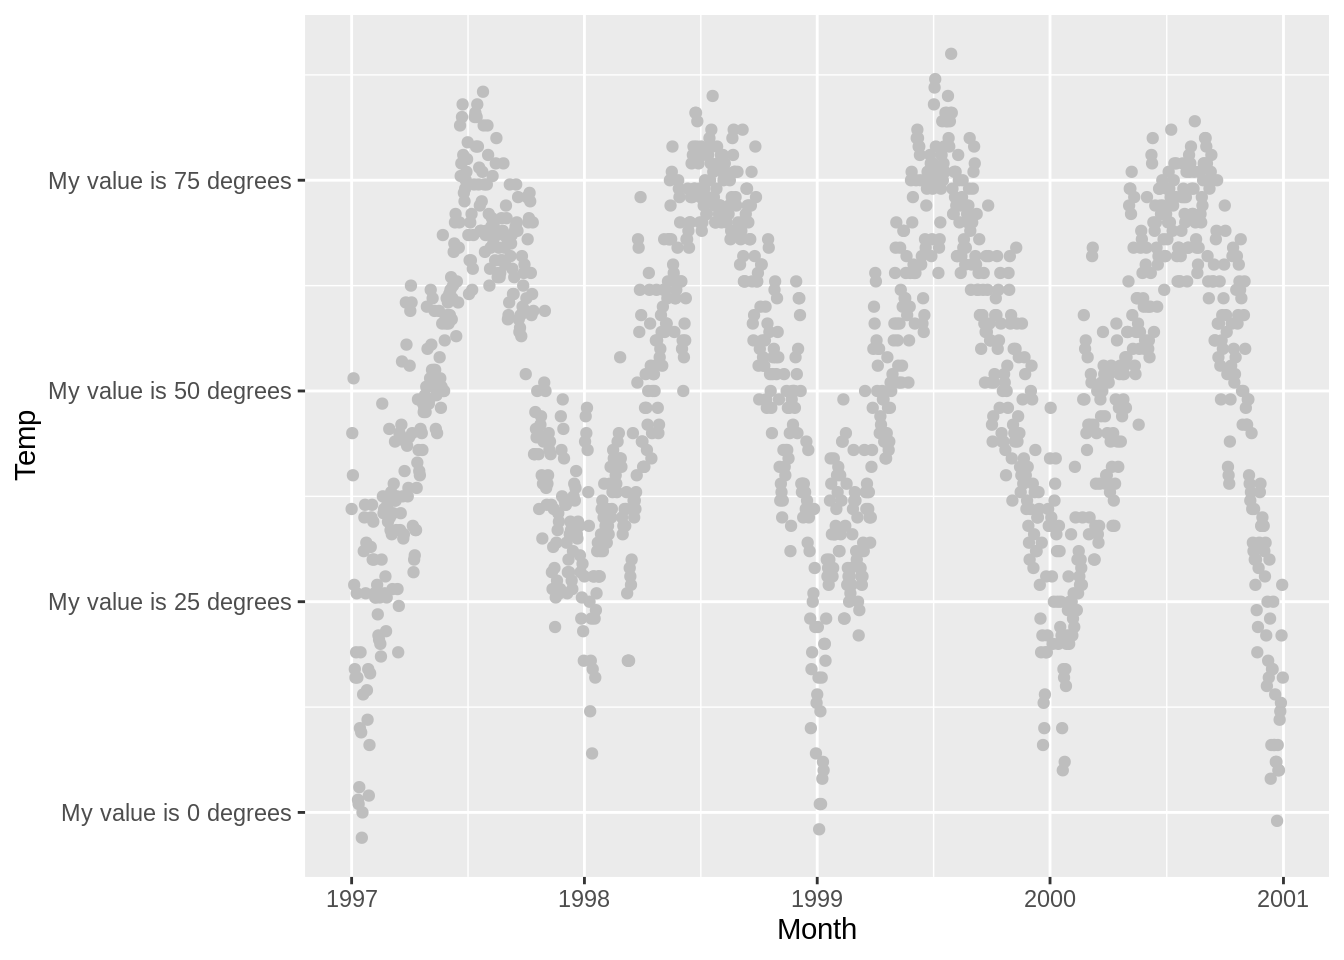 My value is 75 degrees
My value is 50 degrees
My value is 25 degrees
My value is 0 degrees
Temp
1997 1998 1999 2000 2001
Month